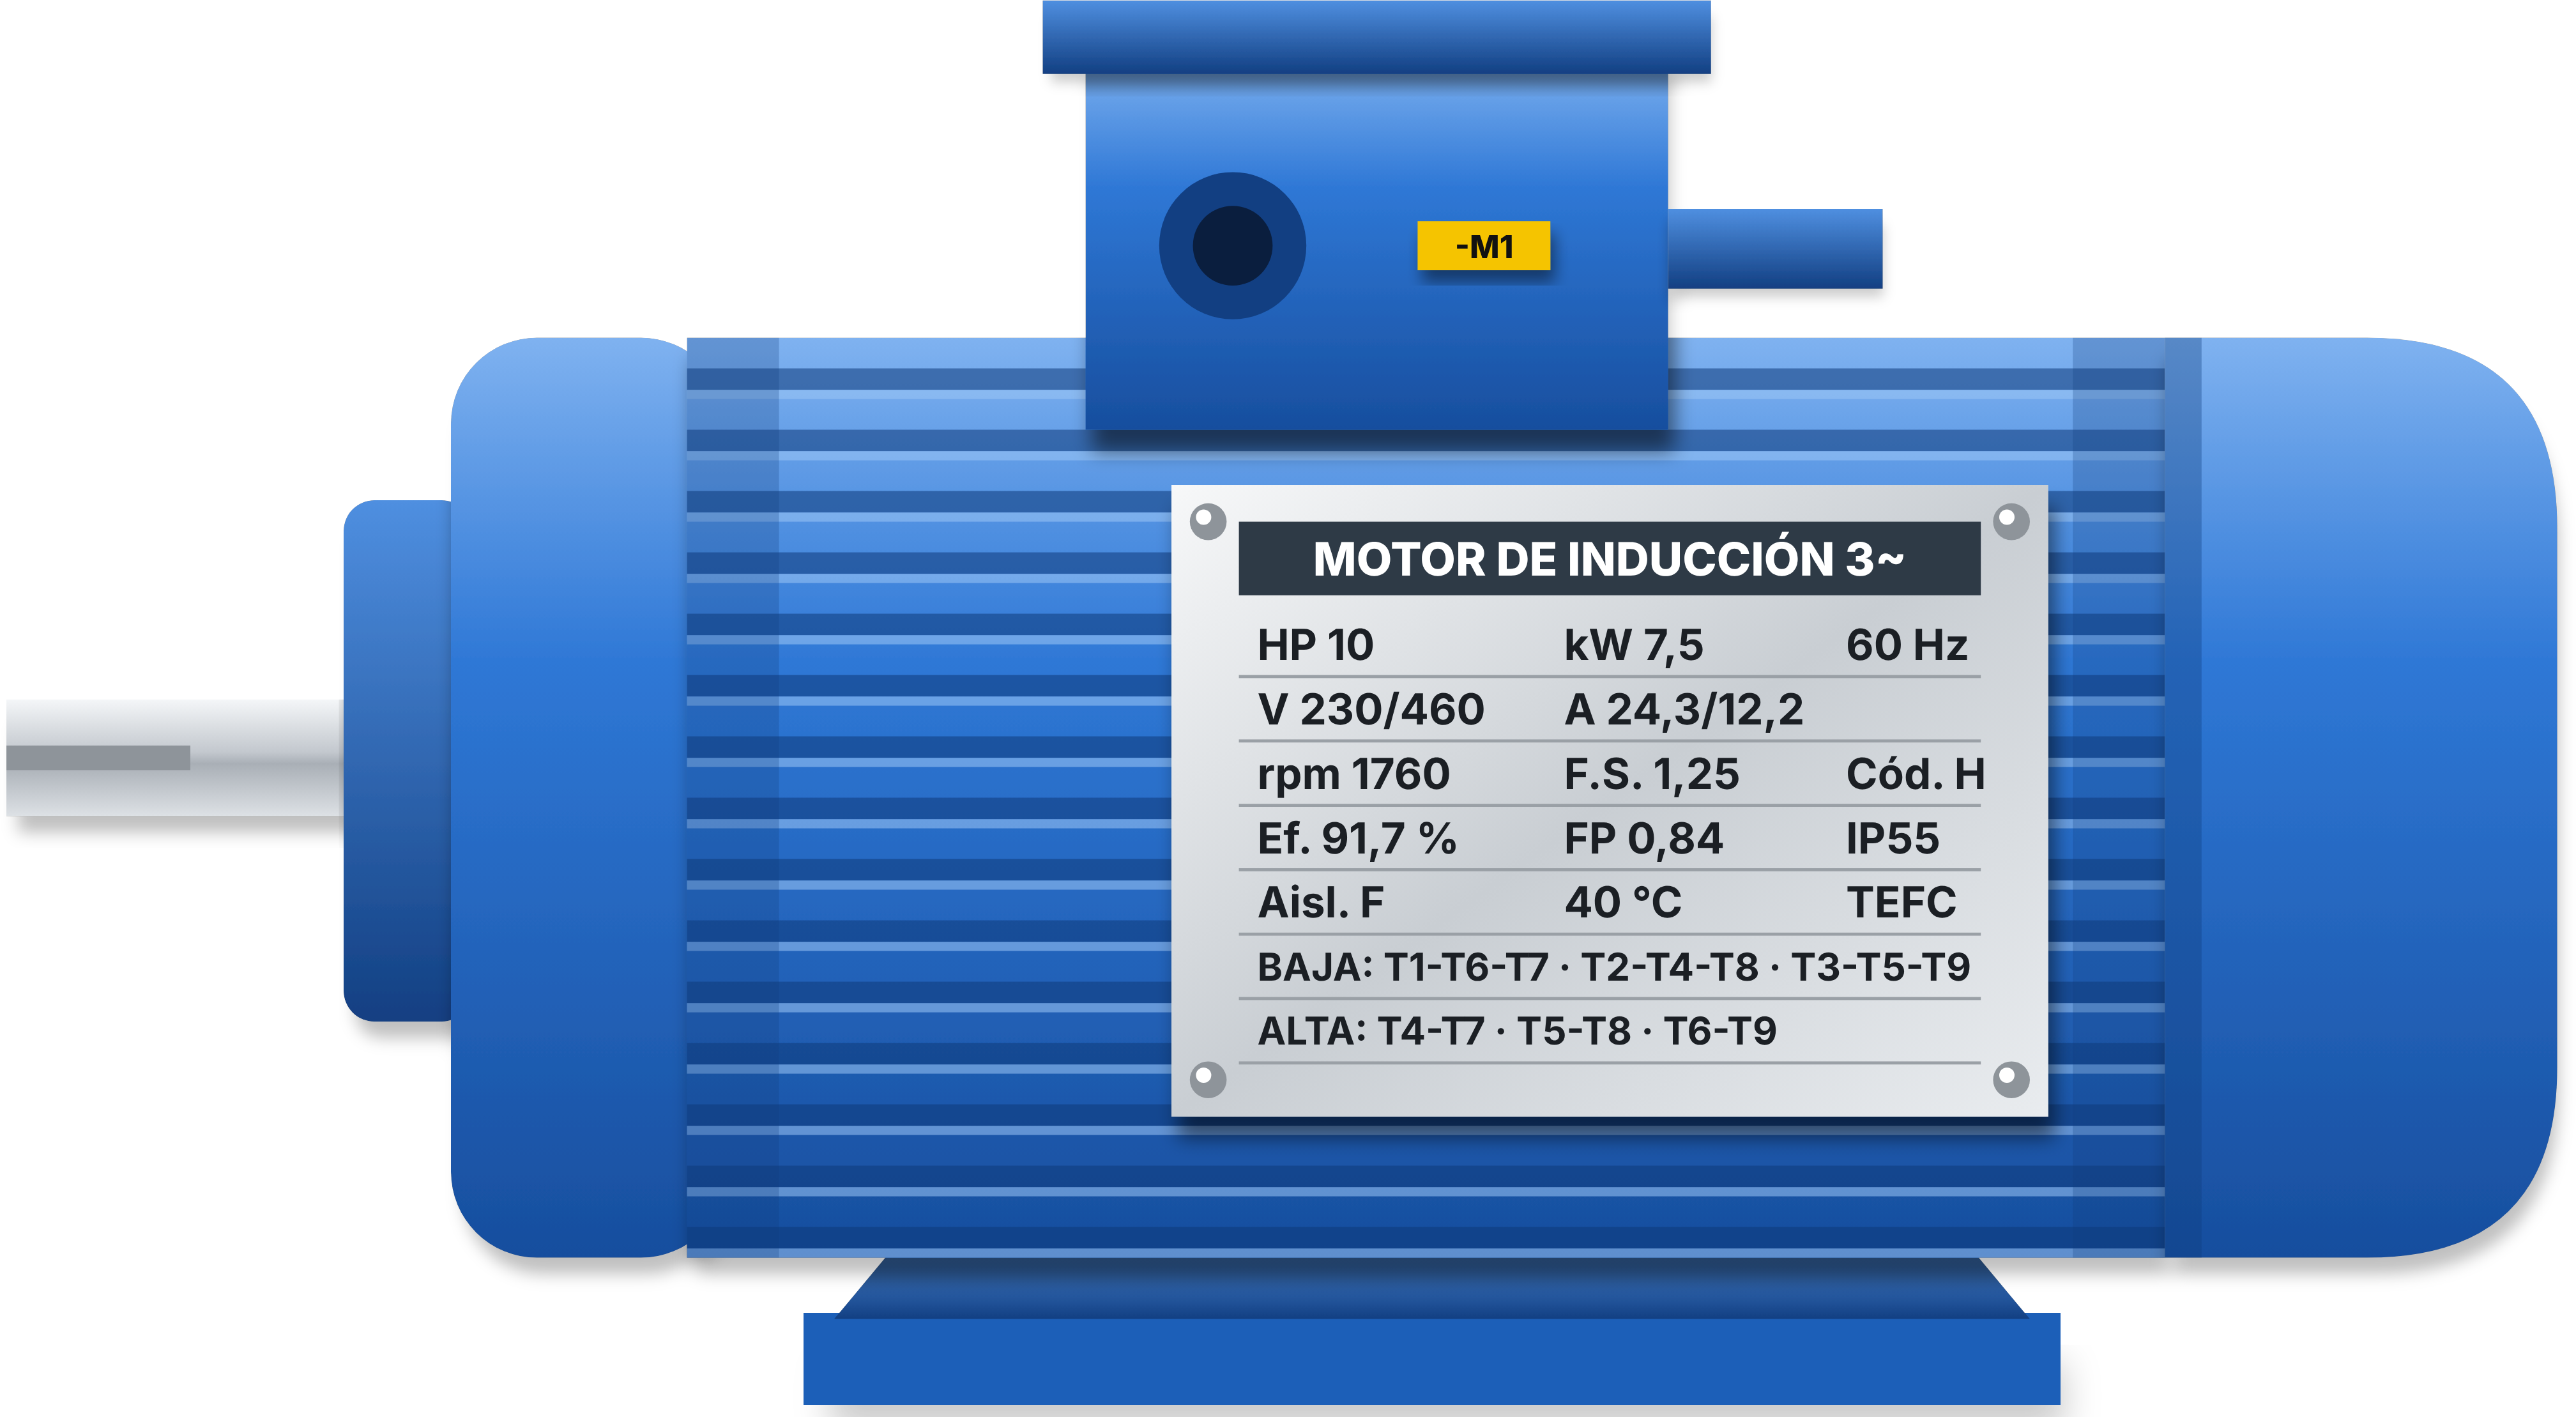 -M1
MOTOR DE INDUCCIÓN 3~
HP 10 kW 7,5 60 Hz
V 230/460 A 24,3/12,2
rpm 1760 F.S. 1,25 Cód. H
Ef. 91,7 % FP 0,84 IP55
Aisl. F 40 °C TEFC
BAJA: T1-T6-T7 · T2-T4-T8 · T3-T5-T9
ALTA: T4-T7 · T5-T8 · T6-T9